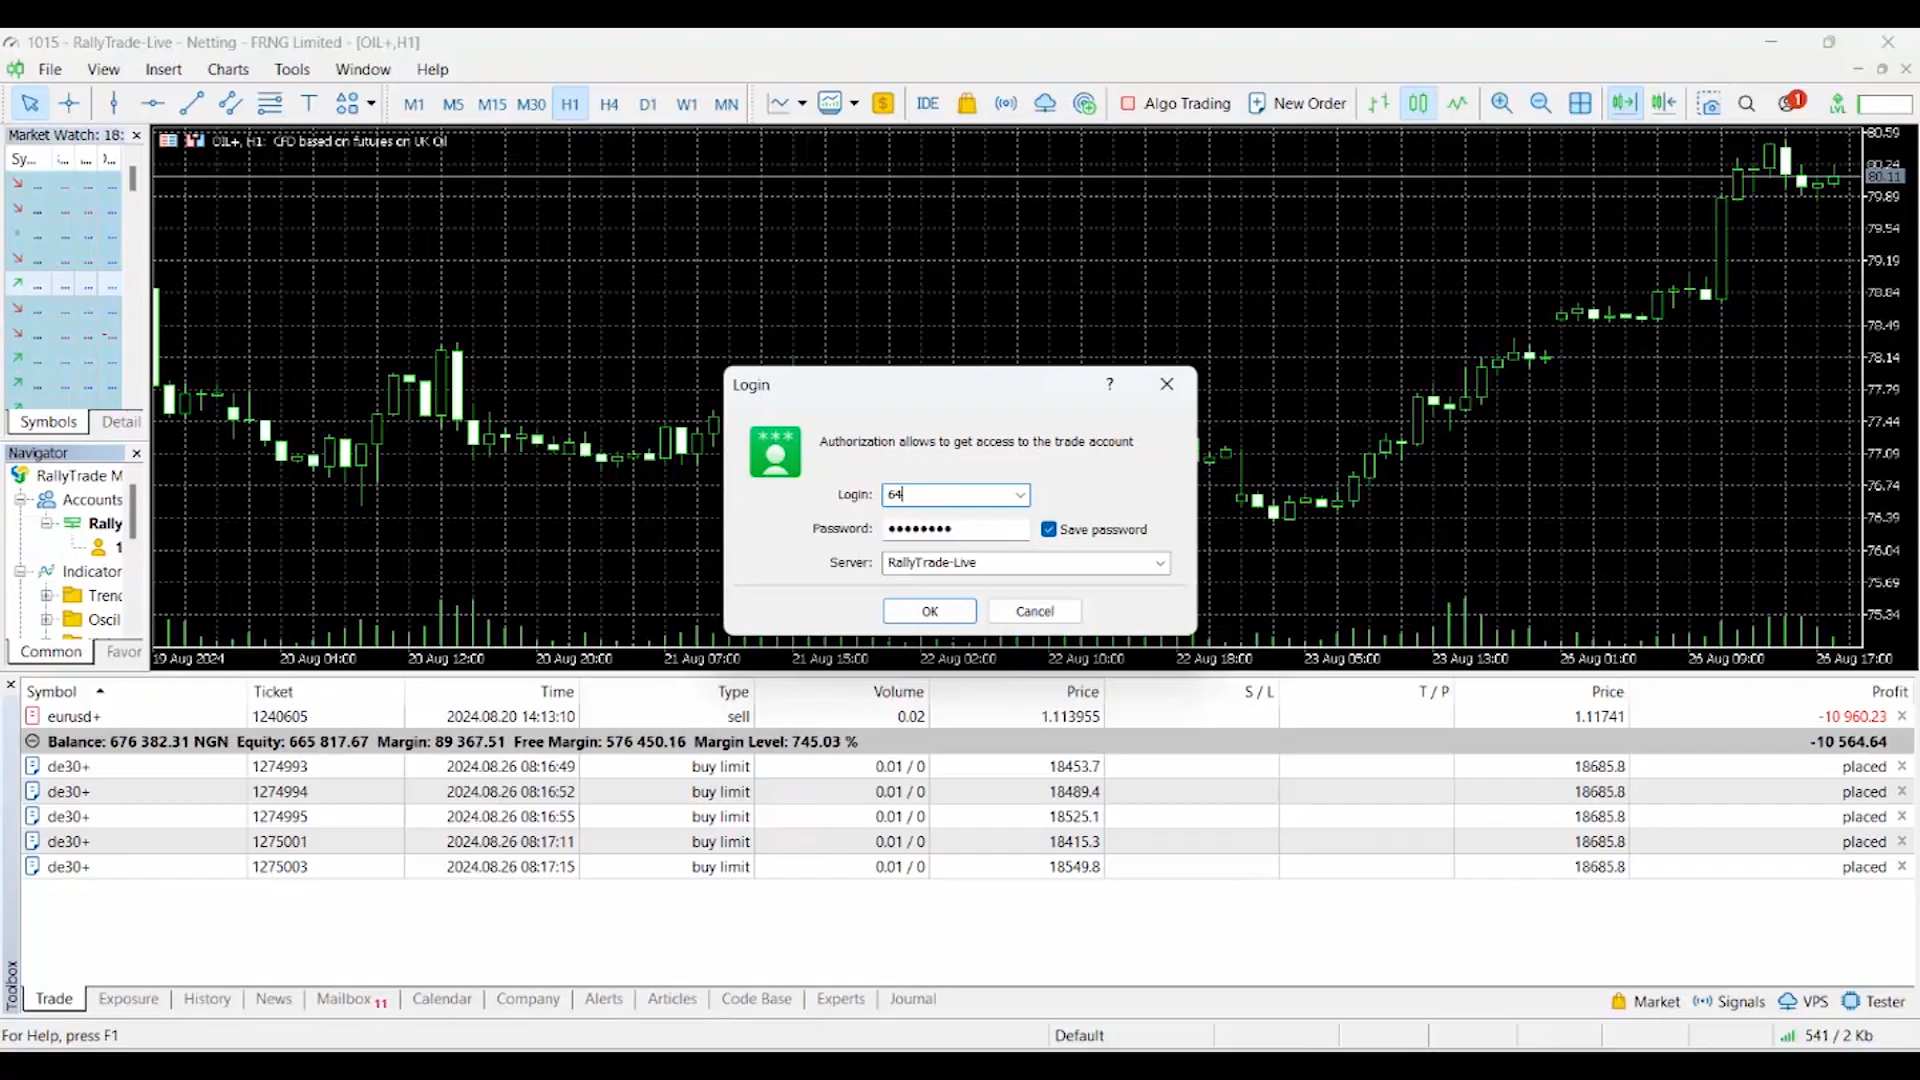 1015 - RallyTrade-Live - Netting - FRNG Limited - [OIL+,H1]
File View Insert Charts Tools Window Help
M1 M5 M15 M30 H1 H4 D1 W1 MN IDE Algo Trading New Order 1
Market Watch: 18:
Sy...
Symbols Detail
Navigator
RallyTrade M
Accounts
Rally
1
Indicator
Trend
Oscil
Common Favor
OIL+, H1: CFD based on futures on UK Oil
80.59
80.24
80.11
79.89
79.54
79.19
78.84
78.49
78.14
77.79
77.44
77.09
76.74
76.39
76.04
75.69
75.34
19 Aug 2024 20 Aug 04:00 20 Aug 12:00 20 Aug 20:00 21 Aug 07:00 21 Aug 15:00 22 Aug 02:00 22 Aug 10:00 22 Aug 18:00 23 Aug 05:00 23 Aug 13:00 26 Aug 01:00 26 Aug 09:00 26 Aug 17:00
Login ?
Authorization allows to get access to the trade account
Login: 64
Password: ●●●●●●●● Save password
Server: RallyTrade-Live
OK Cancel
Symbol Ticket Time Type Volume Price S / L T / P Price Profit
eurusd+ 1240605 2024.08.20 14:13:10 sell 0.02 1.113955 1.11741 -10 960.23
Balance: 676 382.31 NGN Equity: 665 817.67 Margin: 89 367.51 Free Margin: 576 450.16 Margin Level: 745.03 % -10 564.64
de30+ 1274993 2024.08.26 08:16:49 buy limit 0.01 / 0 18453.7 18685.8 placed
de30+ 1274994 2024.08.26 08:16:52 buy limit 0.01 / 0 18489.4 18685.8 placed
de30+ 1274995 2024.08.26 08:16:55 buy limit 0.01 / 0 18525.1 18685.8 placed
de30+ 1275001 2024.08.26 08:17:11 buy limit 0.01 / 0 18415.3 18685.8 placed
de30+ 1275003 2024.08.26 08:17:15 buy limit 0.01 / 0 18549.8 18685.8 placed
Toolbox
Trade Exposure History News Mailbox 11 Calendar Company Alerts Articles Code Base Experts Journal Market Signals VPS Tester
For Help, press F1 Default 541 / 2 Kb